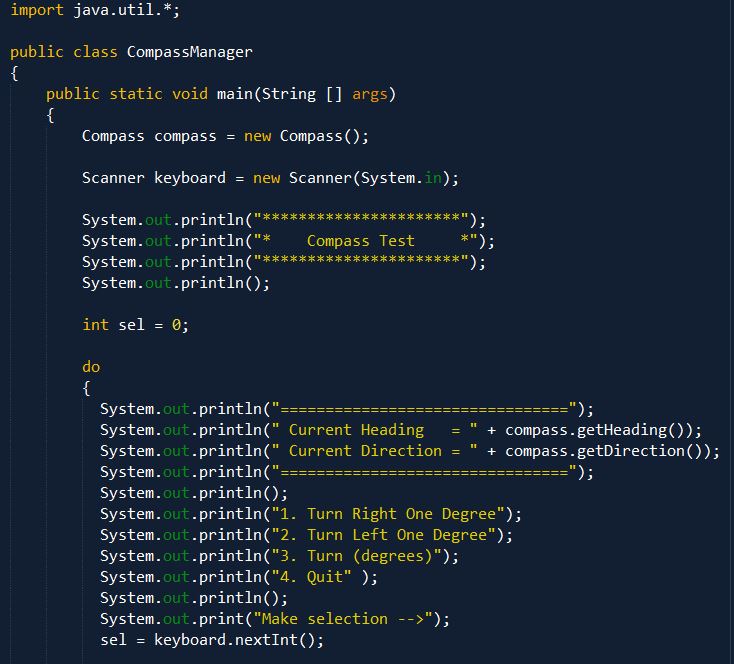 import java.util.*;
public class CompassManager
{
public static void main(String [] args)
{
Compass compass = new Compass();
Scanner keyboard = new Scanner(System.in);
System.out.println("**********************");
System.out.println("*    Compass Test     *");
System.out.println("**********************");
System.out.println();
int sel = 0;
do
{
System.out.println("================================");
System.out.println(" Current Heading   = " + compass.getHeading());
System.out.println(" Current Direction = " + compass.getDirection());
System.out.println("================================");
System.out.println();
System.out.println("1. Turn Right One Degree");
System.out.println("2. Turn Left One Degree");
System.out.println("3. Turn (degrees)");
System.out.println("4. Quit" );
System.out.println();
System.out.print("Make selection -->");
sel = keyboard.nextInt();